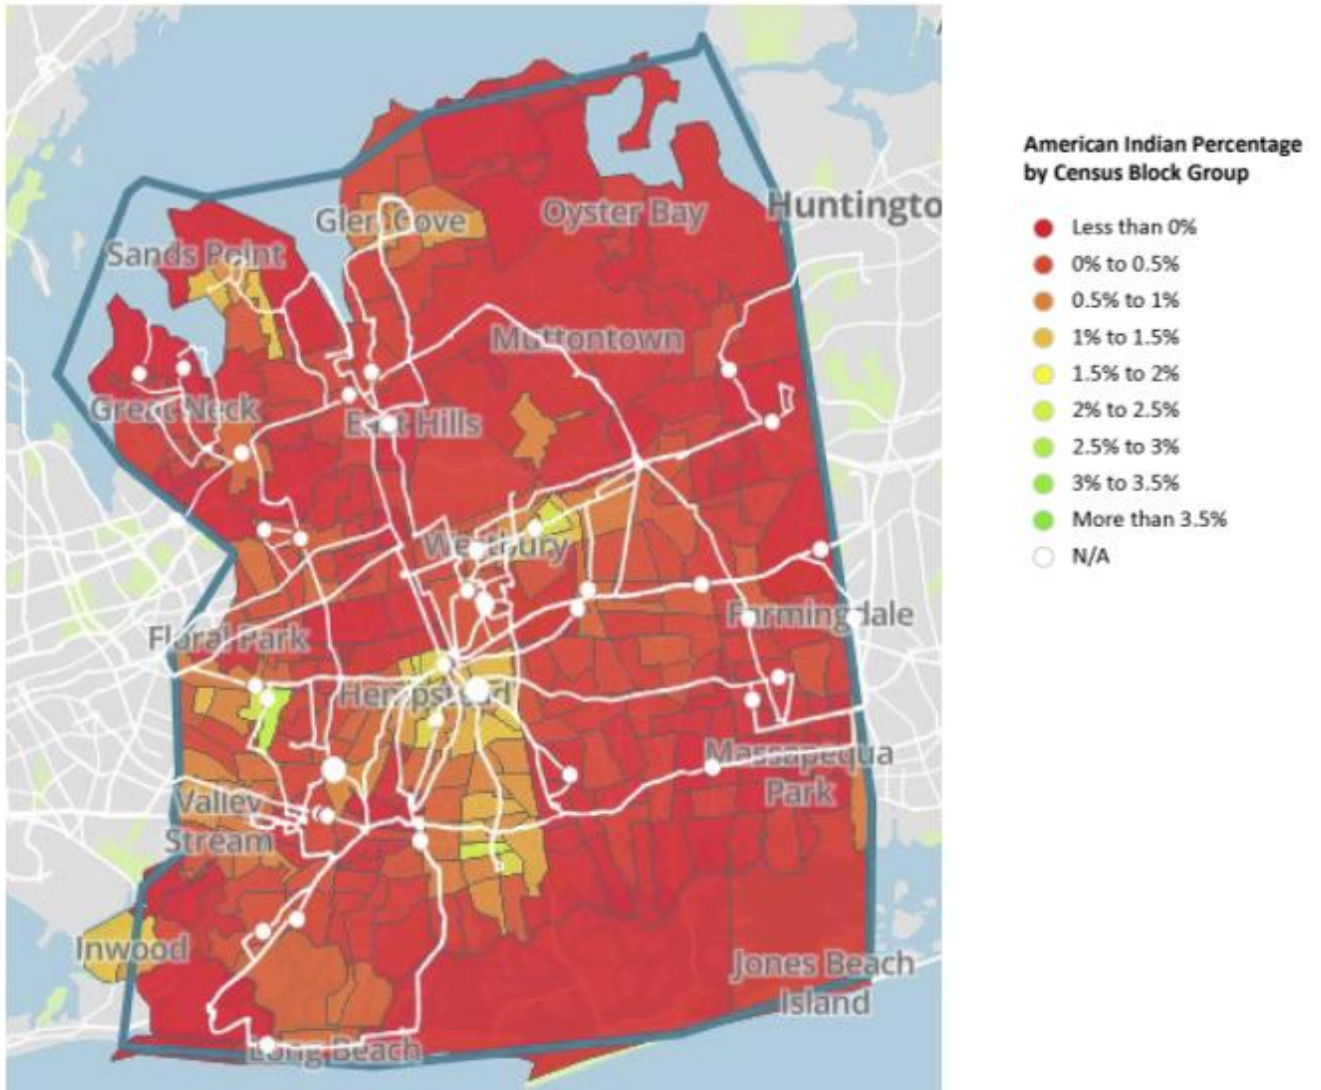 Huntingto
Glen Cove
Oyster Bay
Sands Point
Muttontown
Great Neck
East Hills
Westbury
Farmingdale
Floral Park
Hempstead
Massapequa
Park
Valley
Stream
Inwood
Jones Beach
Island
Long Beach
American Indian Percentage
by Census Block Group
Less than 0%
0% to 0.5%
0.5% to 1%
1% to 1.5%
1.5% to 2%
2% to 2.5%
2.5% to 3%
3% to 3.5%
More than 3.5%
N/A